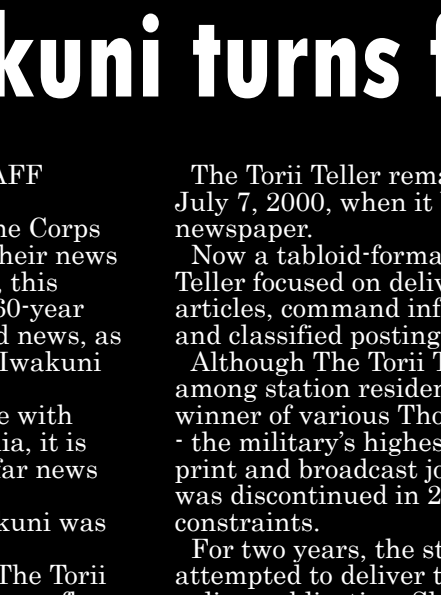 kuni turns
AFF
ne Corps
heir news
, this
60-year
d news, as
Iwakuni
e with
ia, it is
far news
kuni was
The Torii
The Torii Teller rema
July 7, 2000, when it
newspaper.
Now a tabloid-forma
Teller focused on deliv
articles, command inf
and classified posting
Although The Torii T
among station residen
winner of various Tho
- the military's highes
print and broadcast jo
was discontinued in 2
constraints.
For two years, the st
attempted to deliver t